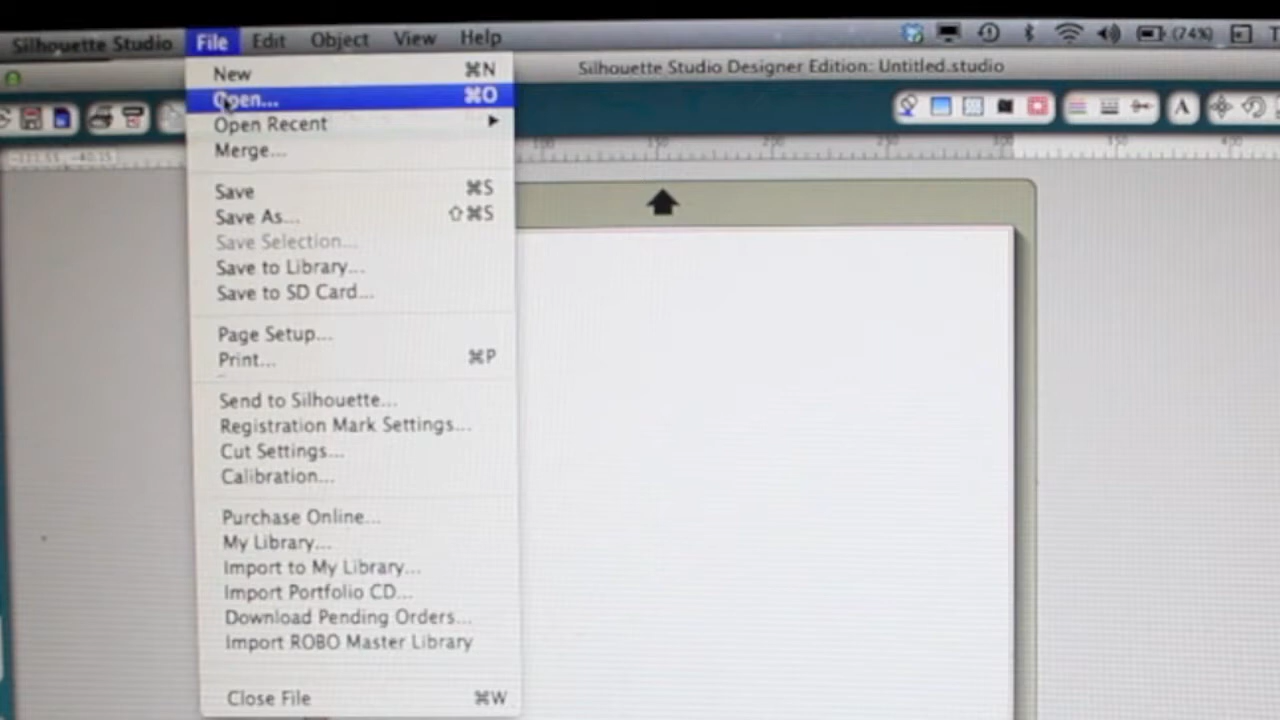 Silhouette Studio File Edit Object View Help (74%)
Silhouette Studio Designer Edition: Untitled.studio
New ⌘N
Open... ⌘O
Open Recent ▶
Merge...
Save ⌘S
Save As... ⇧⌘S
Save Selection...
Save to Library...
Save to SD Card...
Page Setup...
Print... ⌘P
Send to Silhouette...
Registration Mark Settings...
Cut Settings...
Calibration...
Purchase Online...
My Library...
Import to My Library...
Import Portfolio CD...
Download Pending Orders...
Import ROBO Master Library
Close File ⌘W
A